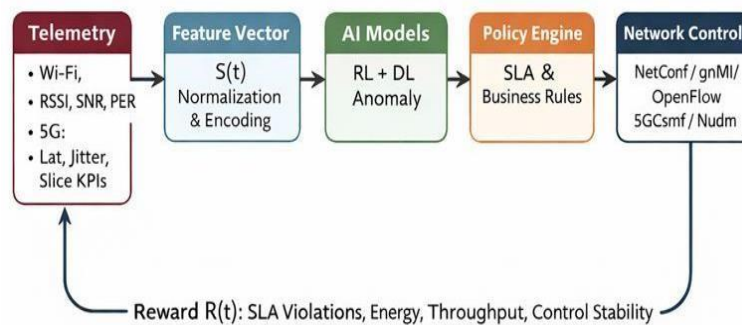 Telemetry
• Wi-Fi,
• RSSI, SNR, PER
• 5G:
• Lat, Jitter,
Slice KPIs
Feature Vector
S(t)
Normalization
& Encoding
AI Models
RL + DL
Anomaly
Policy Engine
SLA &
Business Rules
Network Control
NetConf / gnMI/
OpenFlow
5GCsmf / Nudm
Reward R(t): SLA Violations, Energy, Throughput, Control Stability